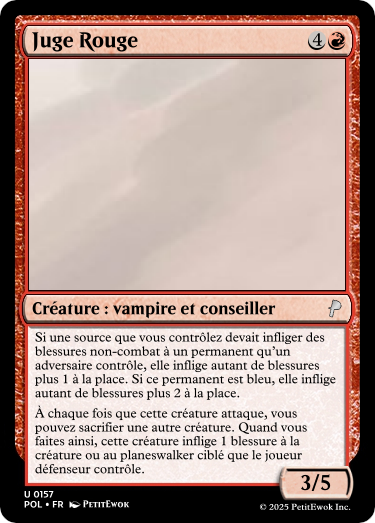 Juge Rouge
4
Créature : vampire et conseiller
Si une source que vous contrôlez devait infliger des
blessures non-combat à un permanent qu'un
adversaire contrôle, elle inflige autant de blessures
plus 1 à la place. Si ce permanent est bleu, elle inflige
autant de blessures plus 2 à la place.
À chaque fois que cette créature attaque, vous
pouvez sacrifier une autre créature. Quand vous
faites ainsi, cette créature inflige 1 blessure à la
créature ou au planeswalker ciblé que le joueur
défenseur contrôle.
3/5
U 0157
POL • FR PetitEwok
© 2025 PetitEwok Inc.